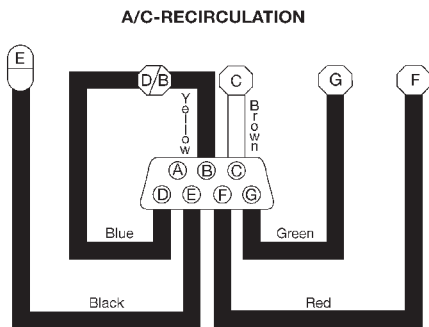 A/C-RECIRCULATION
E
D/B
C
G
F
Yellow
Brown
A B C
D E F G
Blue
Green
Black
Red